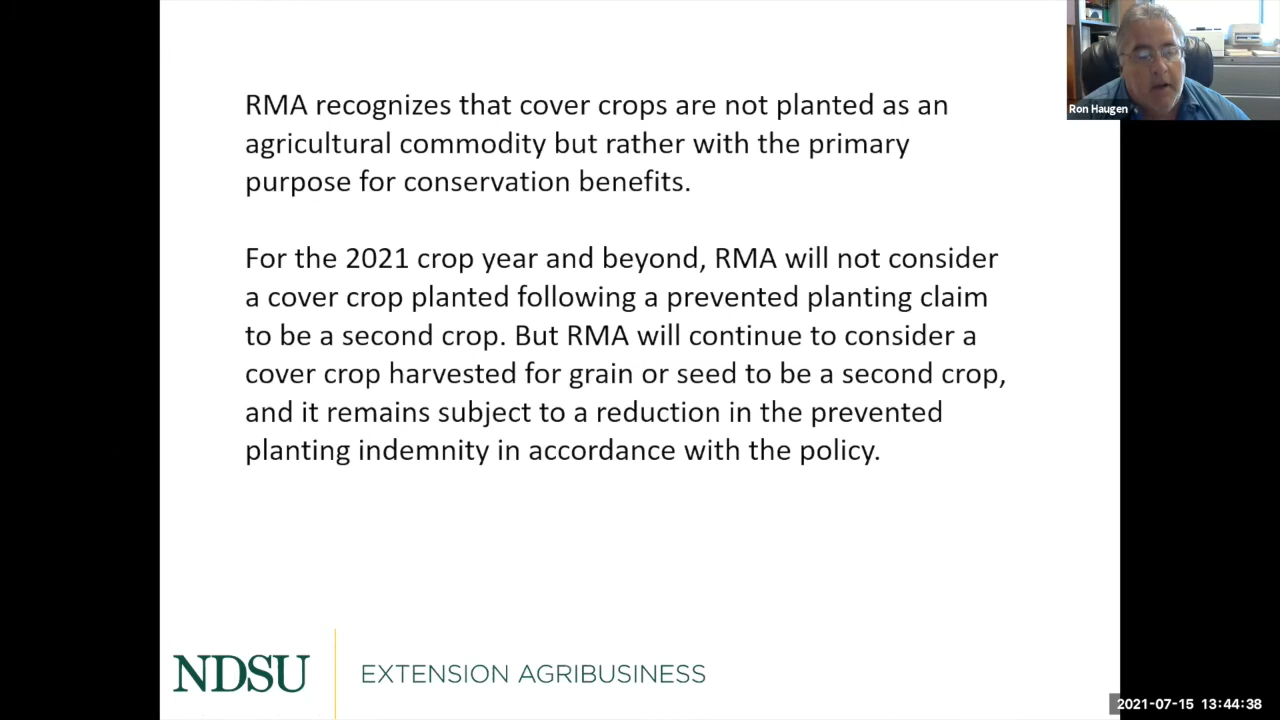 RMA recognizes that cover crops are not planted as an
agricultural commodity but rather with the primary
purpose for conservation benefits.
For the 2021 crop year and beyond, RMA will not consider
a cover crop planted following a prevented planting claim
to be a second crop. But RMA will continue to consider a
cover crop harvested for grain or seed to be a second crop,
and it remains subject to a reduction in the prevented
planting indemnity in accordance with the policy.
Ron Haugen
NDSU
EXTENSION AGRIBUSINESS
2021-07-15 13:44:38